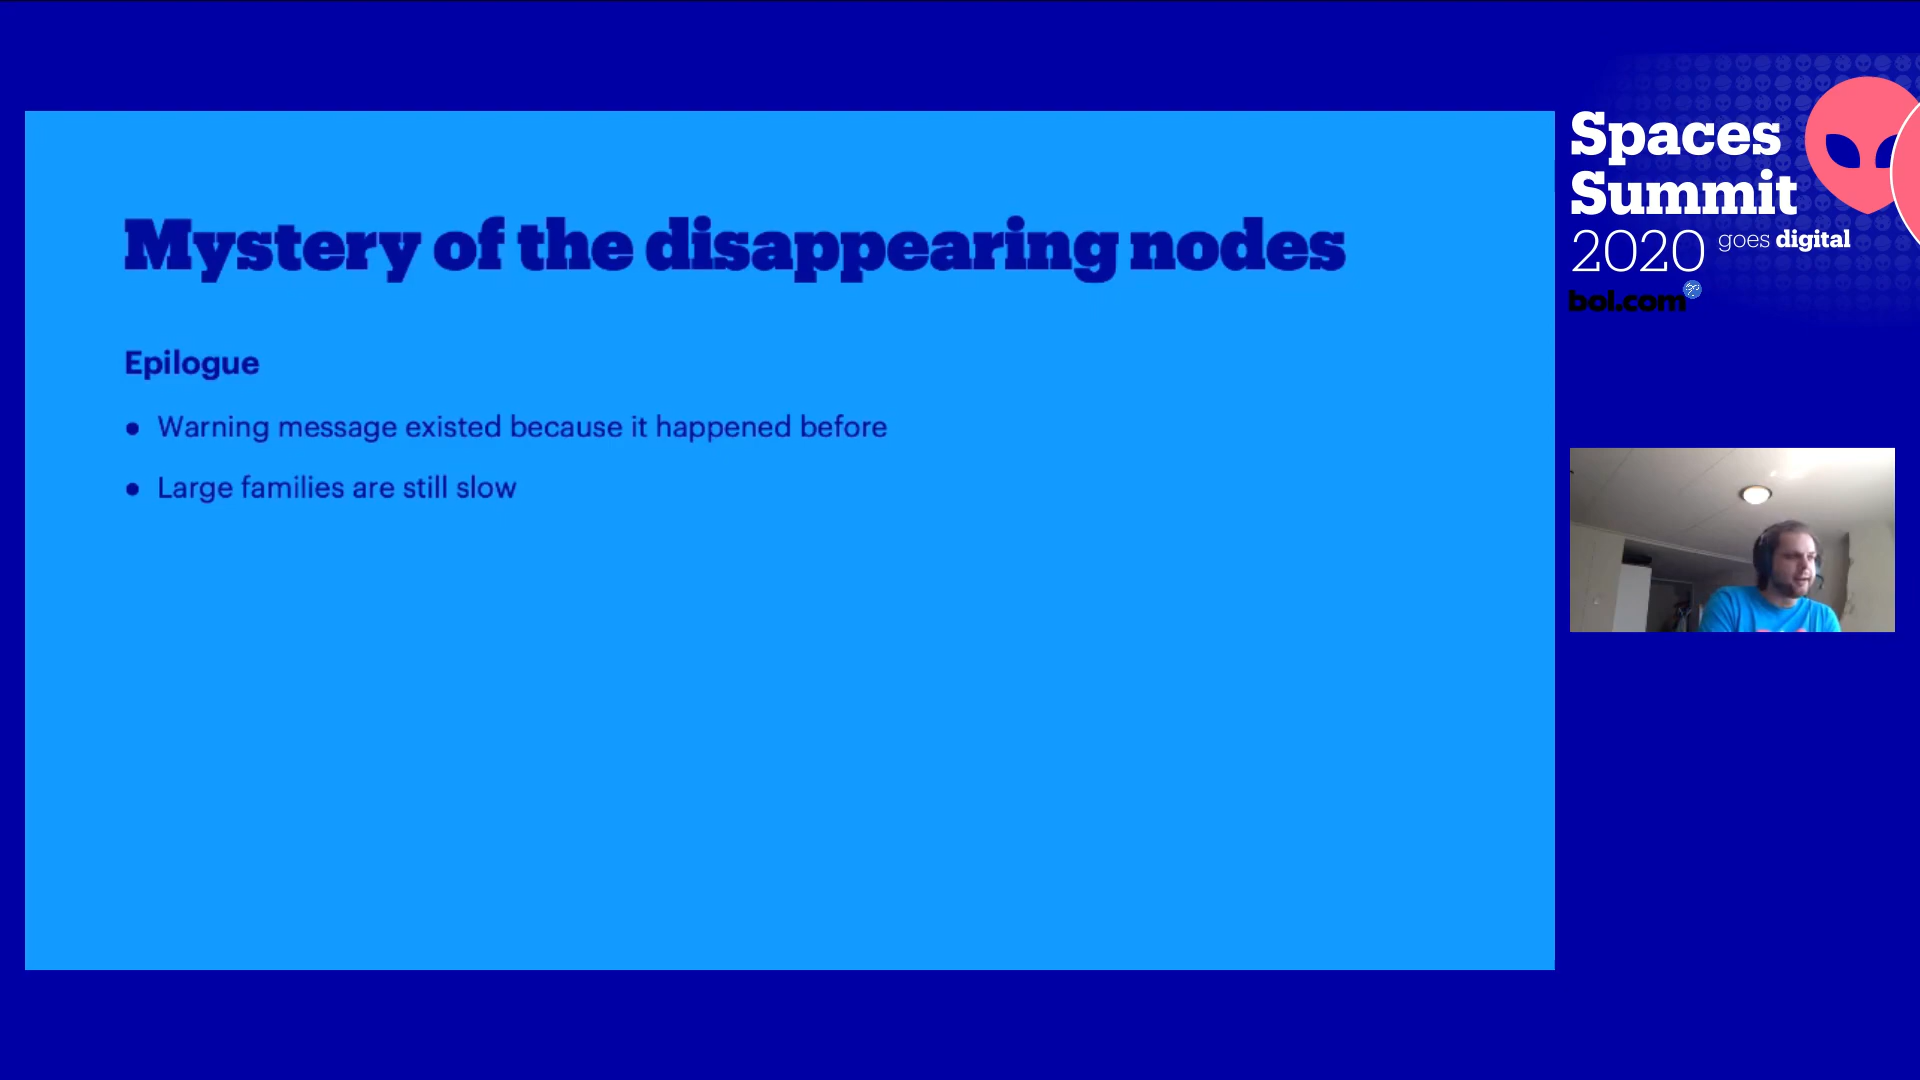 Mystery of the disappearing nodes
Epilogue
● Warning message existed because it happened before
● Large families are still slow
Spaces
Summit
2020 goes digital
bol.com